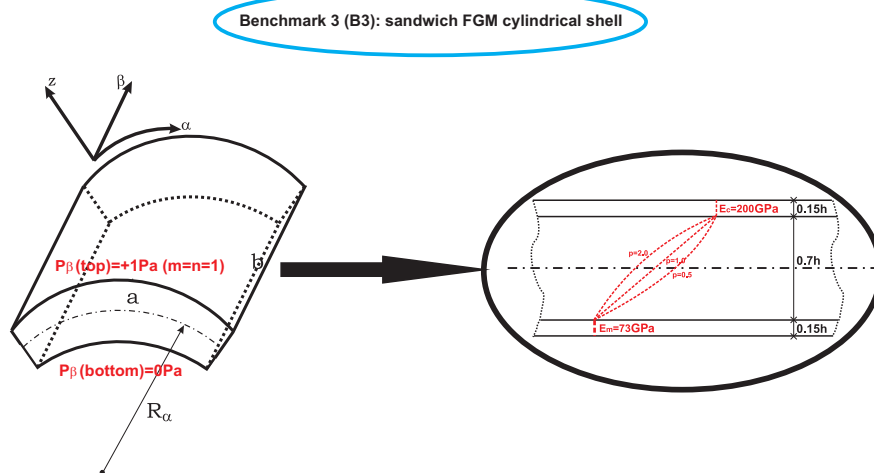 Benchmark 3 (B3): sandwich FGM cylindrical shell
z
β
α
Pβ(top)=+1Pa (m=n=1)
b
a
Pβ(bottom)=0Pa
Rα
Ec=200GPa
0.15h
p=2.0
p=1.0
p=0.5
0.7h
Em=73GPa
0.15h